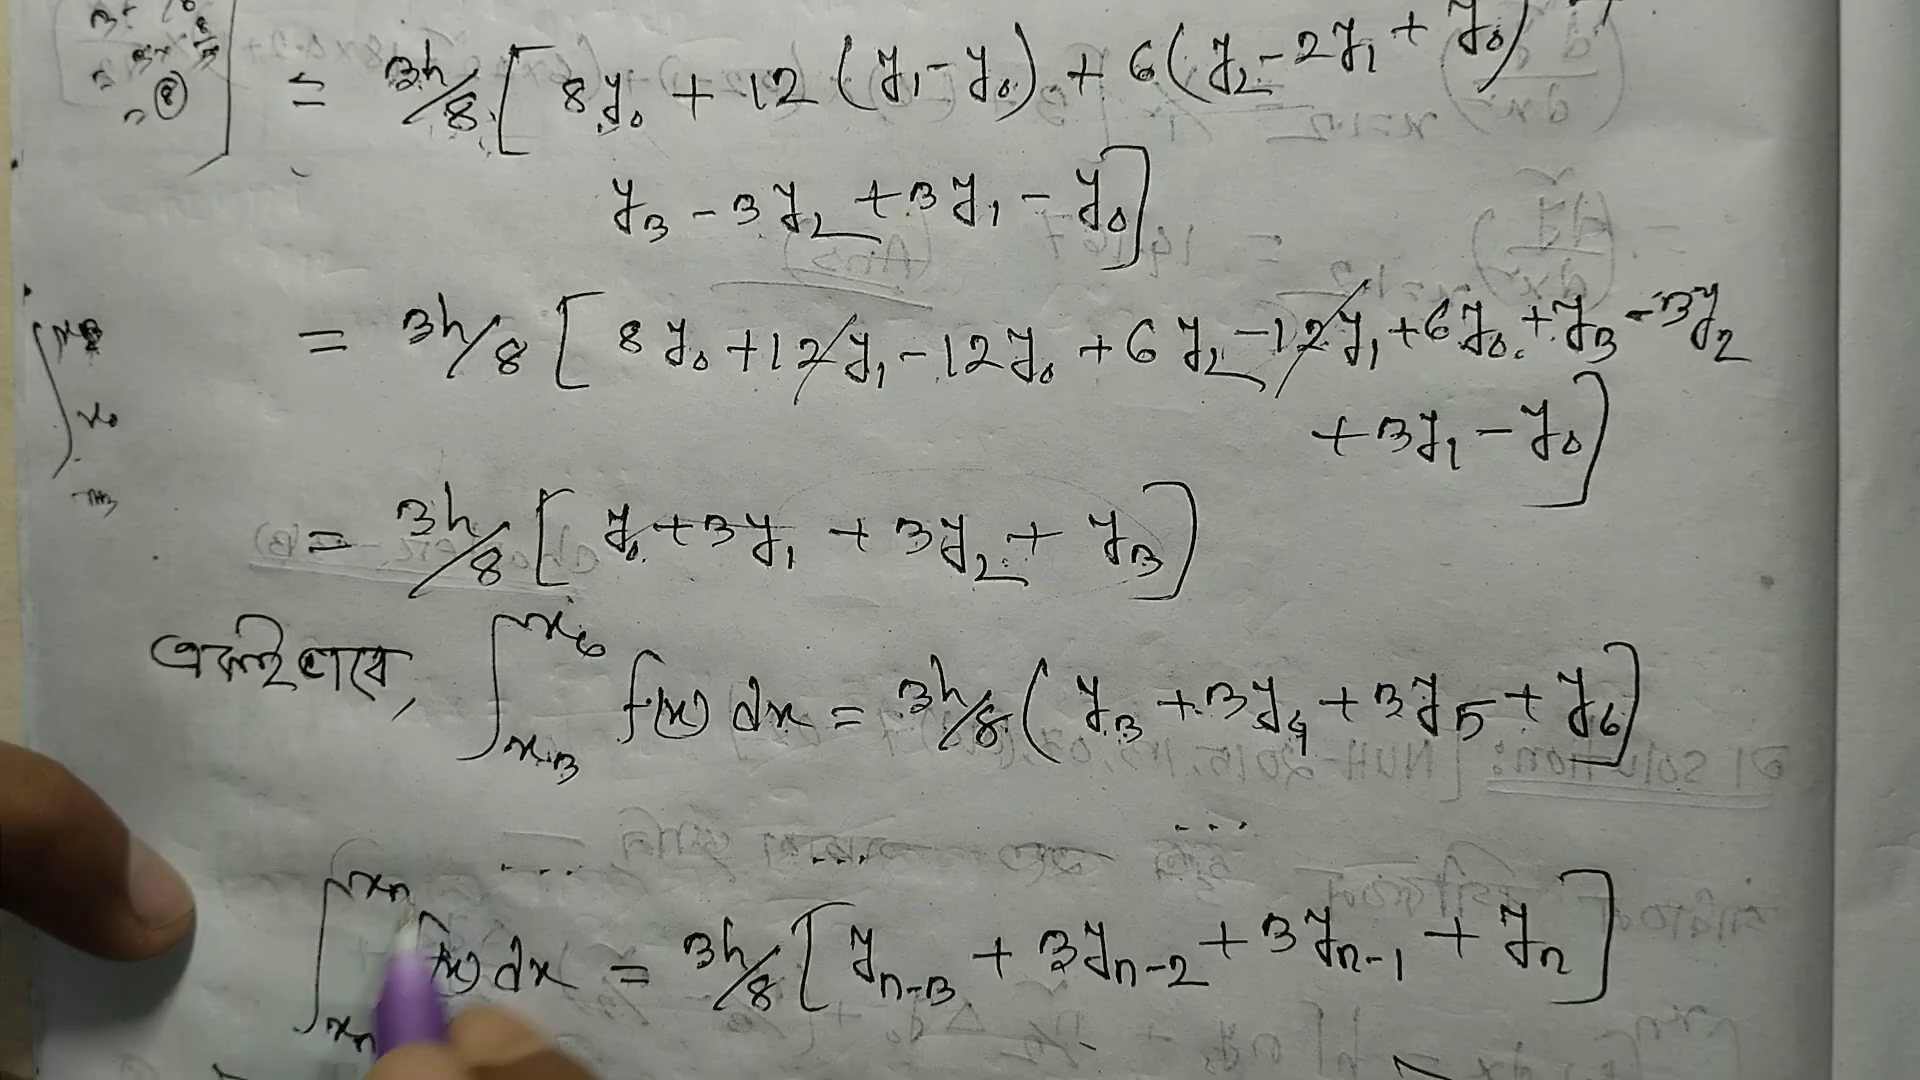 = 3h/8 [ 8y₀ + 12 (y₁ - y₀) + 6 (y₂ - 2y₁ + y₀) +
y₃ - 3y₂ + 3y₁ - y₀ ]
= 3h/8 [ 8y₀ + 12y₁ - 12y₀ + 6y₂ - 12y₁ + 6y₀ + y₃ - 3y₂
+ 3y₁ - y₀ ]
= 3h/8 [ y₀ + 3y₁ + 3y₂ + y₃ ]
একইভাবে, ∫ₓ₃ˣ⁶ f(x) dx = 3h/8 ( y₃ + 3y₄ + 3y₅ + y₆ ]
... ... ...
∫ xₙ f(x) dx = 3h/8 [ yₙ₋₃ + 3yₙ₋₂ + 3yₙ₋₁ + yₙ ]